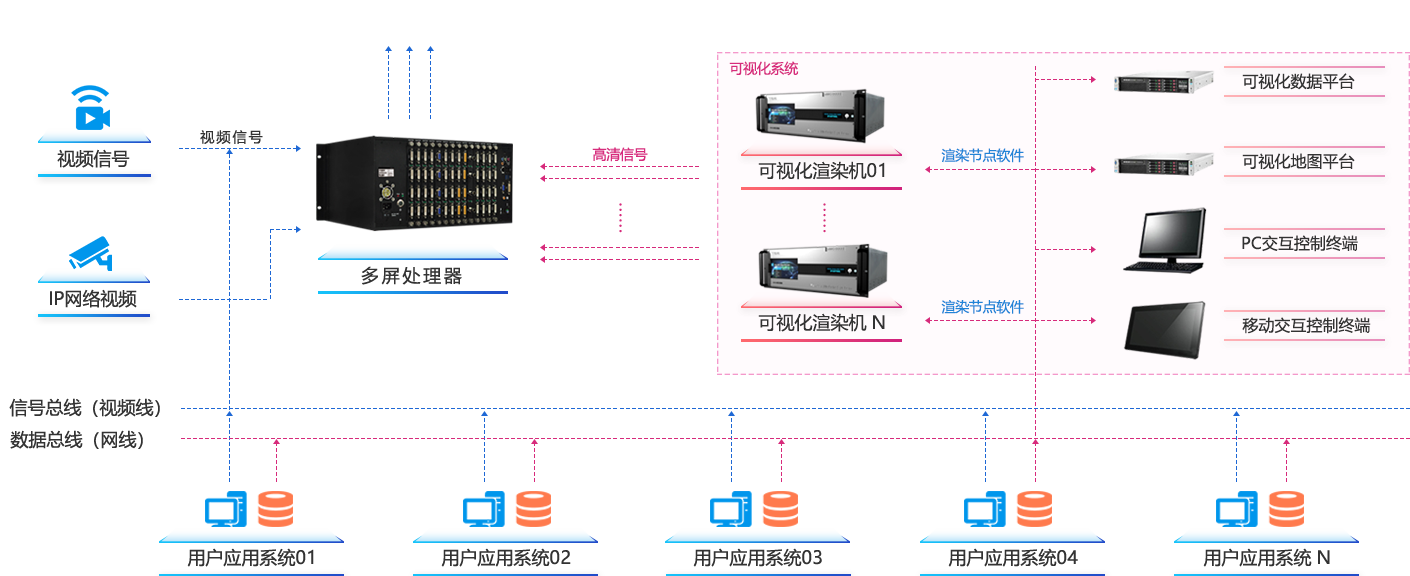 可视化系统
可视化数据平台
视频信号
视频信号
高清信号
可视化渲染机01
渲染节点软件
可视化地图平台
PC交互控制终端
多屏处理器
IP网络视频
可视化渲染机 N
渲染节点软件
移动交互控制终端
信号总线（视频线）
数据总线（网线）
用户应用系统01
用户应用系统02
用户应用系统03
用户应用系统04
用户应用系统 N